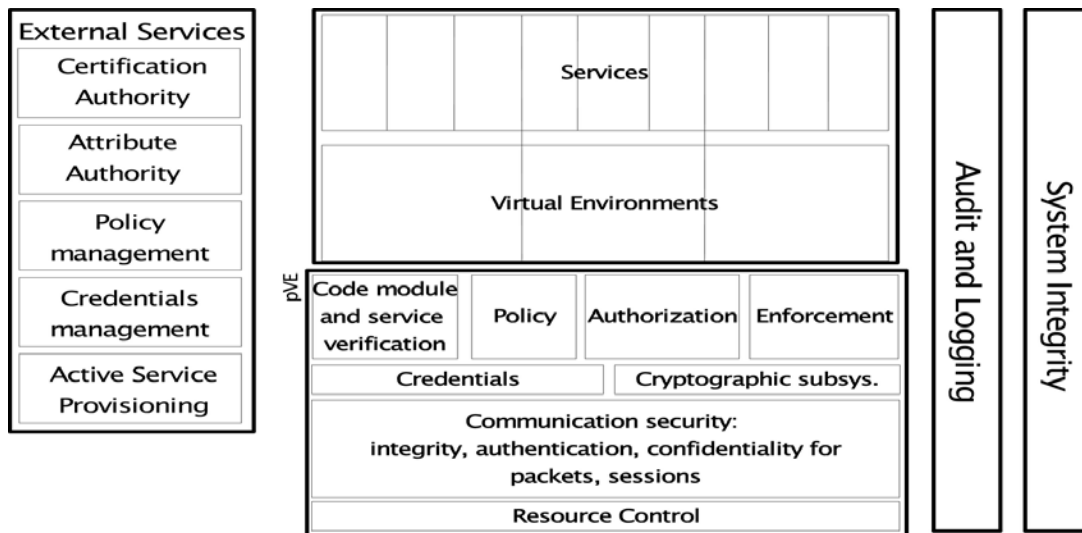 External Services
Certification
Authority
Attribute
Authority
Policy
management
Credentials
management
Active Service
Provisioning
Services
Virtual Environments
pVE
Code module
and service
verification
Policy
Authorization
Enforcement
Credentials
Cryptographic subsys.
Communication security:
integrity, authentication, confidentiality for
packets, sessions
Resource Control
Audit and Logging
System Integrity